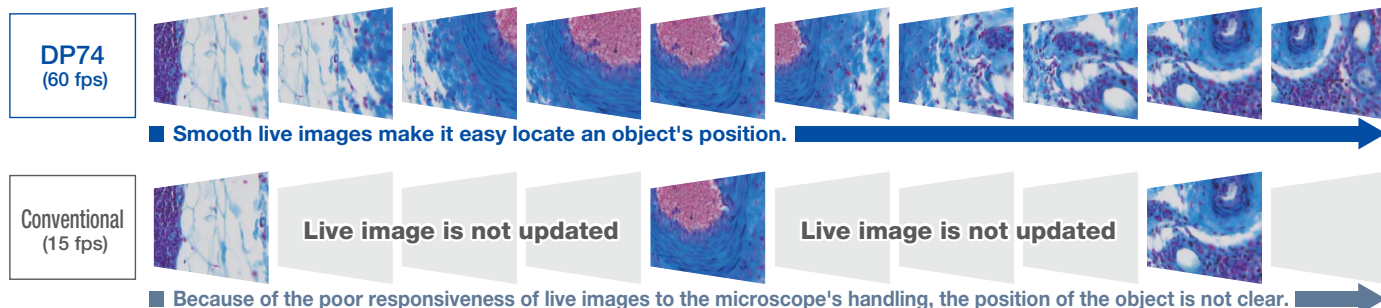 DP74
(60 fps)
Smooth live images make it easy locate an object's position.
Conventional
(15 fps)
Live image is not updated
Live image is not updated
Because of the poor responsiveness of live images to the microscope's handling, the position of the object is not clear.